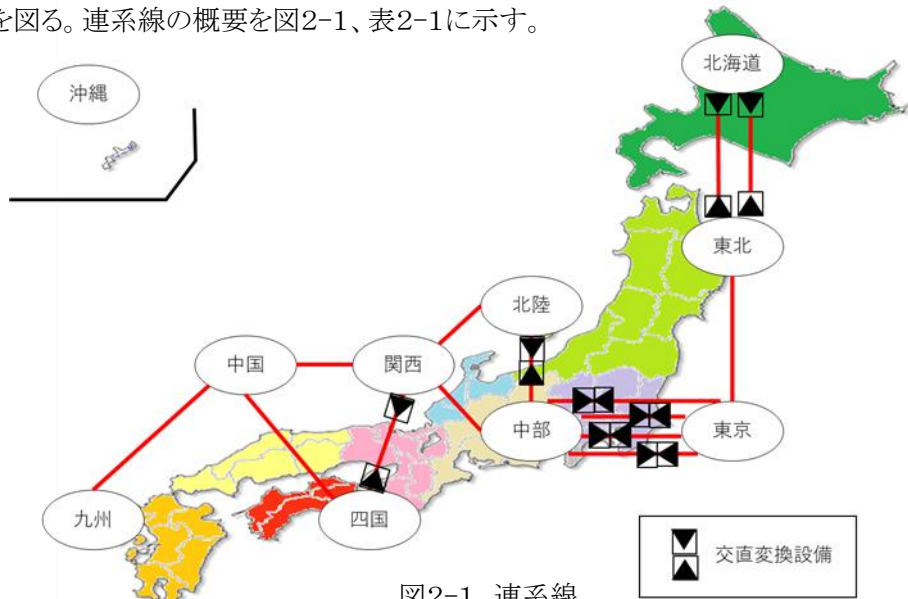 を図る。連系線の概要を図2-1、表2-1に示す。
沖縄
北海道
東北
北陸
中国
関西
中部
東京
九州
四国
交直変換設備
図2-1 連系線